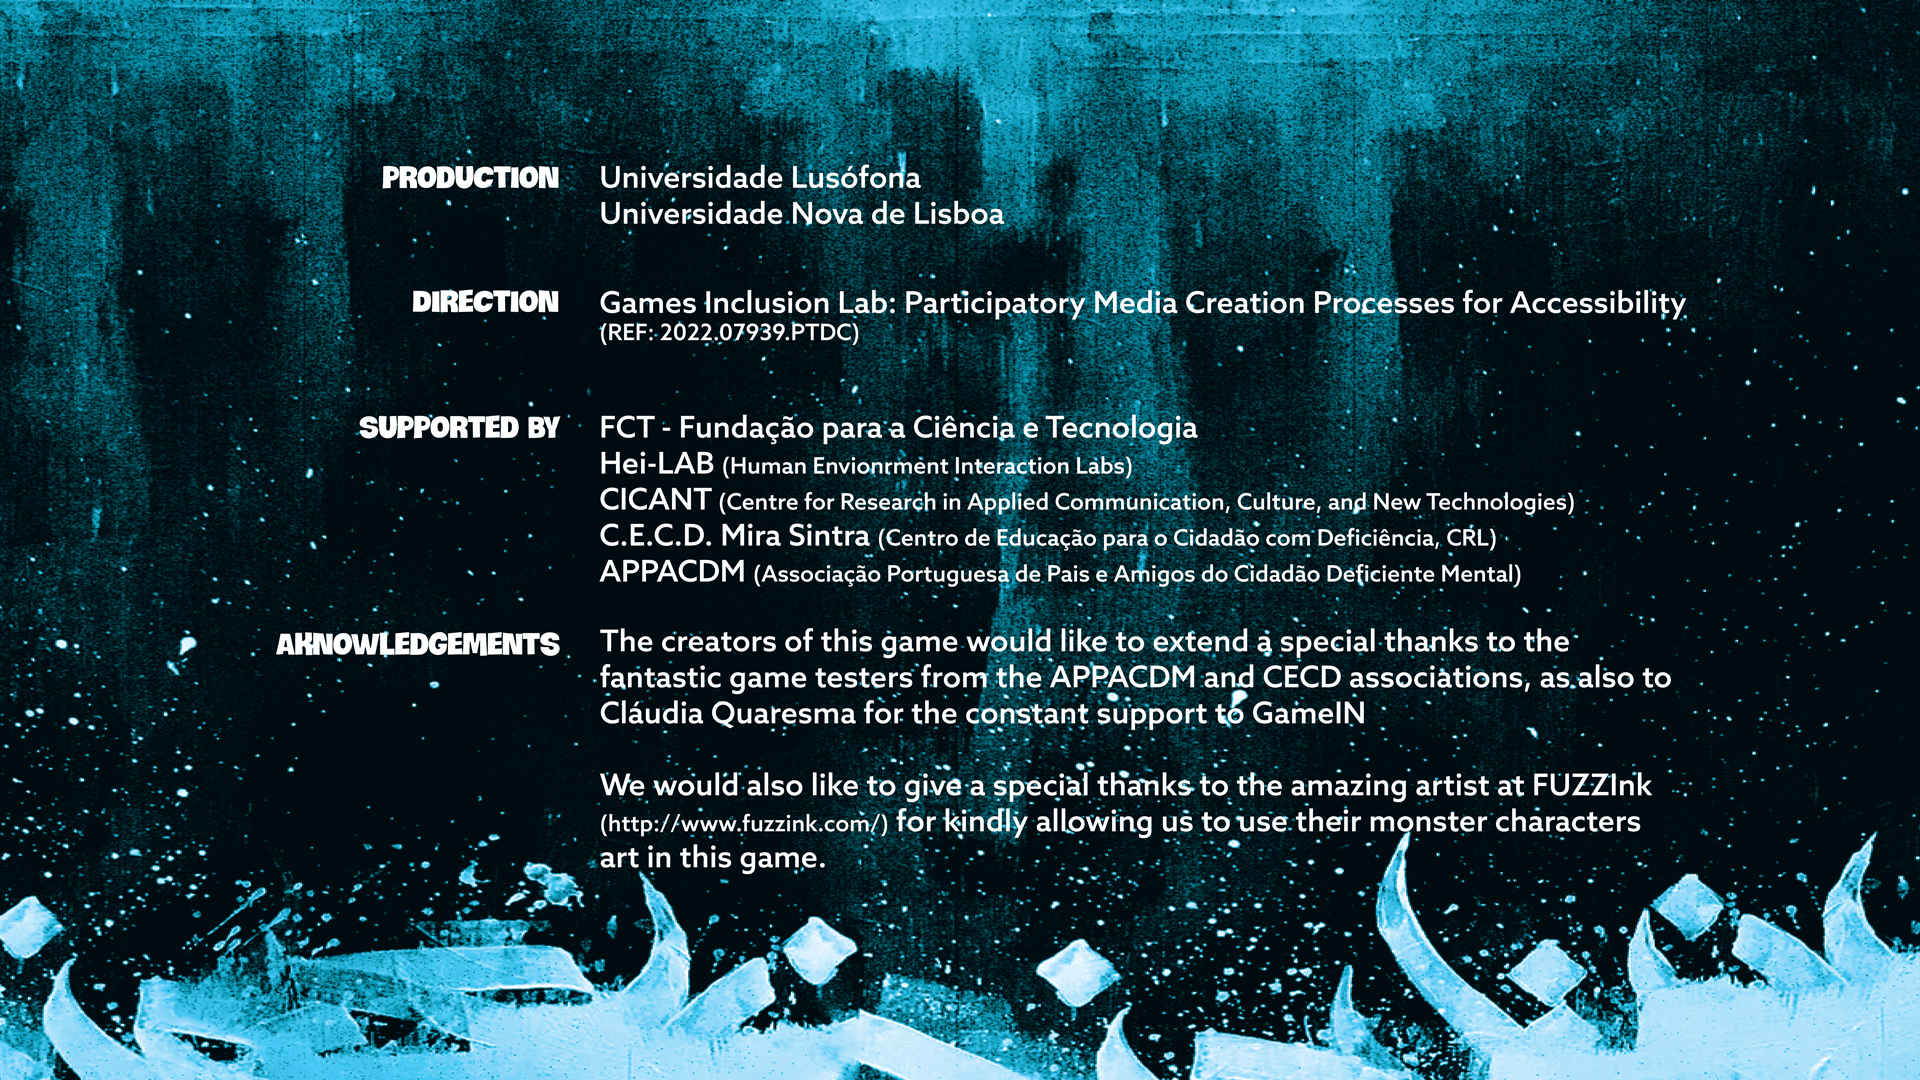 PRODUCTION Universidade Lusófona
Universidade Nova de Lisboa
DIRECTION Games Inclusion Lab: Participatory Media Creation Processes for Accessibility
(REF: 2022.07939.PTDC)
SUPPORTED BY FCT - Fundação para a Ciência e Tecnologia
Hei-LAB (Human Envionrment Interaction Labs)
CICANT (Centre for Research in Applied Communication, Culture, and New Technologies)
C.E.C.D. Mira Sintra (Centro de Educação para o Cidadão com Deficiência, CRL)
APPACDM (Associação Portuguesa de Pais e Amigos do Cidadão Deficiente Mental)
AKNOWLEDGEMENTS The creators of this game would like to extend a special thanks to the
fantastic game testers from the APPACDM and CECD associations, as also to
Cláudia Quaresma for the constant support to GameIN
We would also like to give a special thanks to the amazing artist at FUZZInk
(http://www.fuzzink.com/) for kindly allowing us to use their monster characters
art in this game.